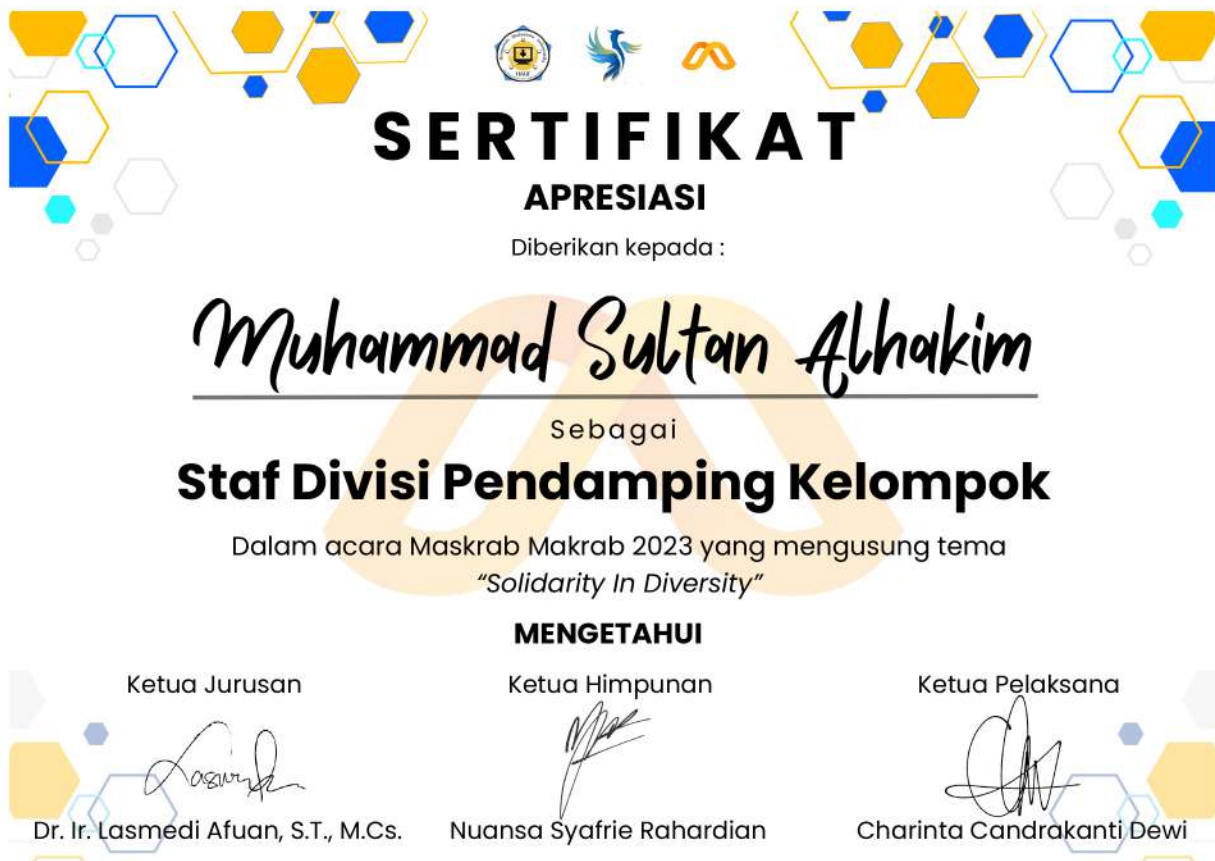 SERTIFIKAT
APRESIASI
Diberikan kepada :
Muhammad Sultan Alhakim
Sebagai
Staf Divisi Pendamping Kelompok
Dalam acara Maskrab Makrab 2023 yang mengusung tema
“Solidarity In Diversity”
MENGETAHUI
Ketua Jurusan
Ketua Himpunan
Ketua Pelaksana
Dr. Ir. Lasmedi Afuan, S.T., M.Cs.
Nuansa Syafrie Rahardian
Charinta Candrakanti Dewi